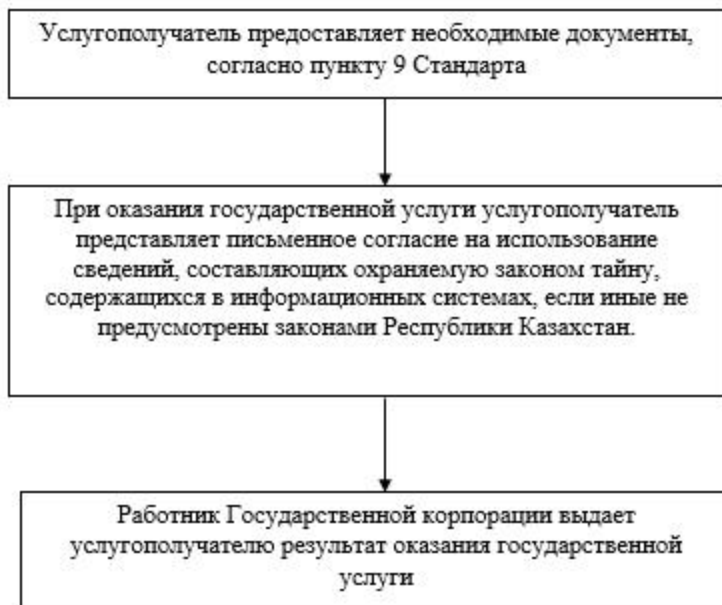 Услугополучатель предоставляет необходимые документы,
согласно пункту 9 Стандарта
При оказания государственной услуги услугополучатель
представляет письменное согласие на использование
сведений, составляющих охраняемую законом тайну,
содержащихся в информационных системах, если иные не
предусмотрены законами Республики Казахстан.
Работник Государственной корпорации выдает
услугополучателю результат оказания государственной
услуги